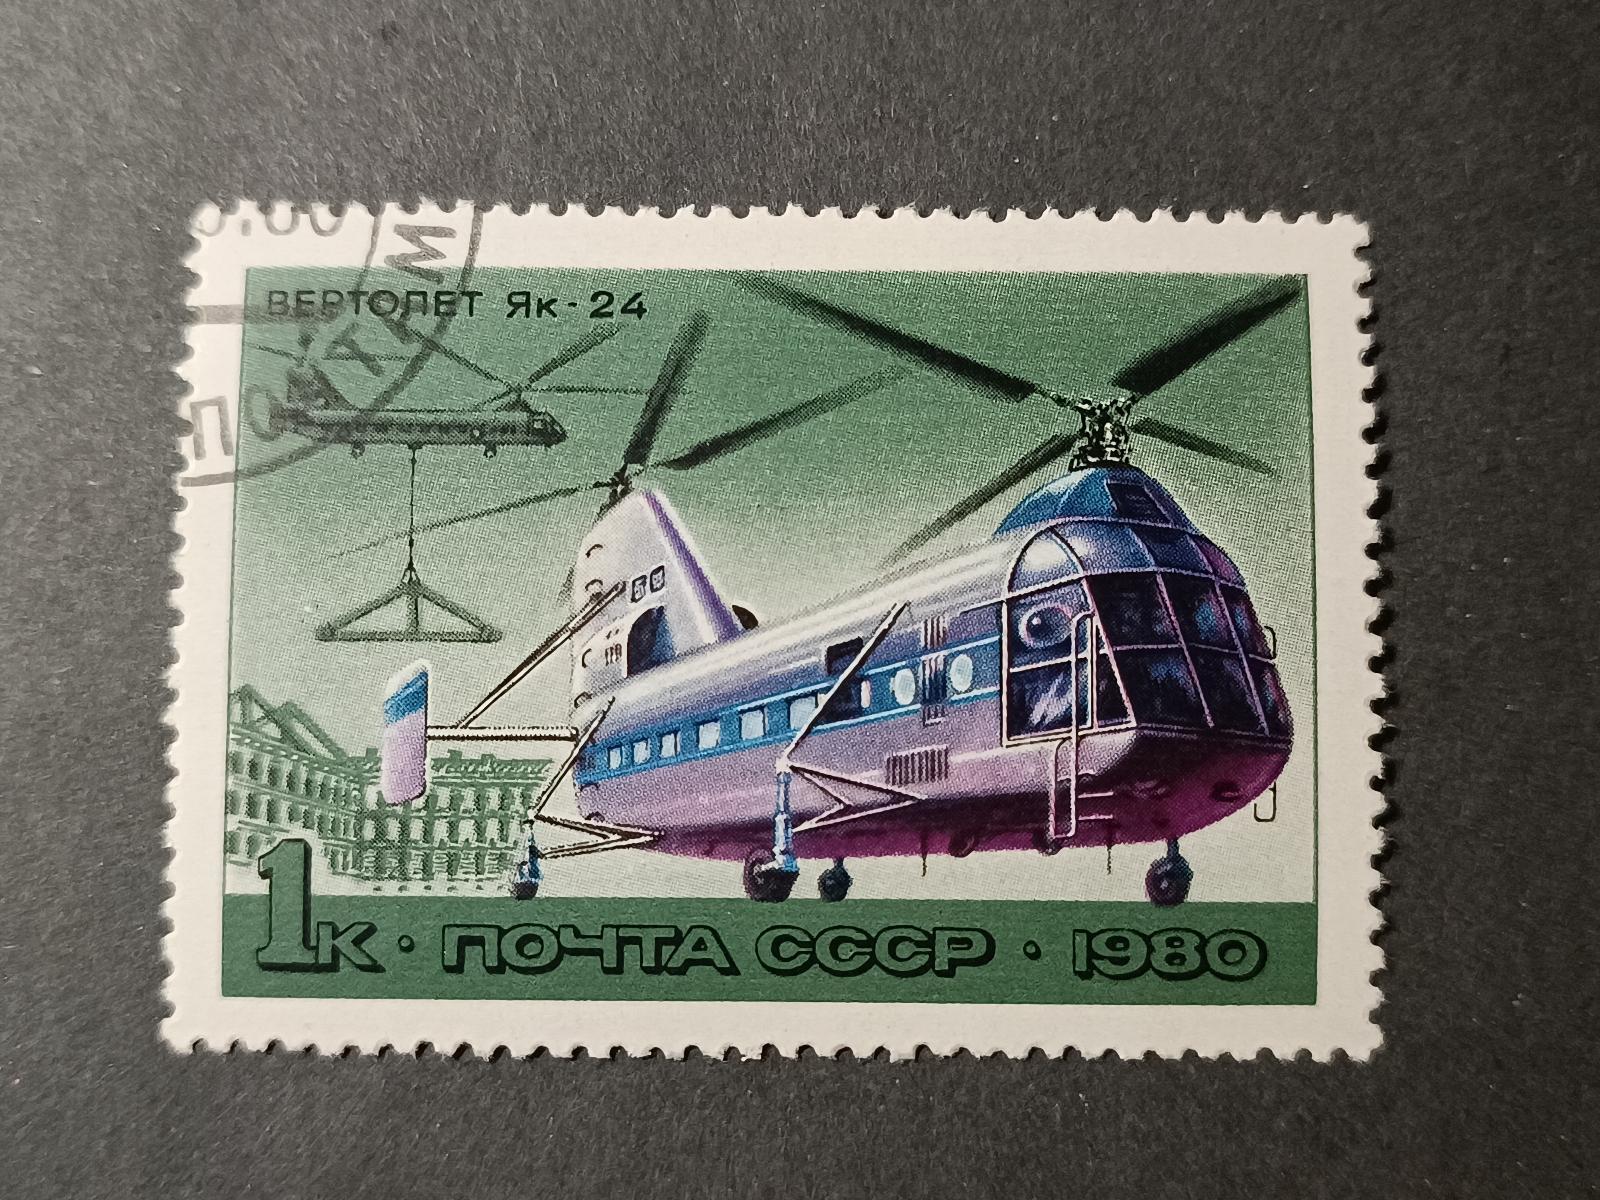 ВЕРТОЛЕТ Як-24
1к • ПОЧТА СССР • 1980